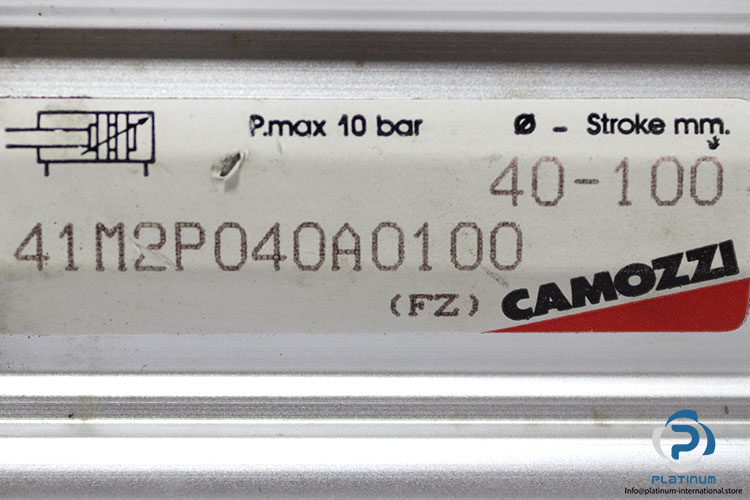 P.max 10 bar
Ø - Stroke mm.
40-100
41M2P040A0100
(FZ)
CAMOZZI
PLATINUM
Info@platinum-international.store